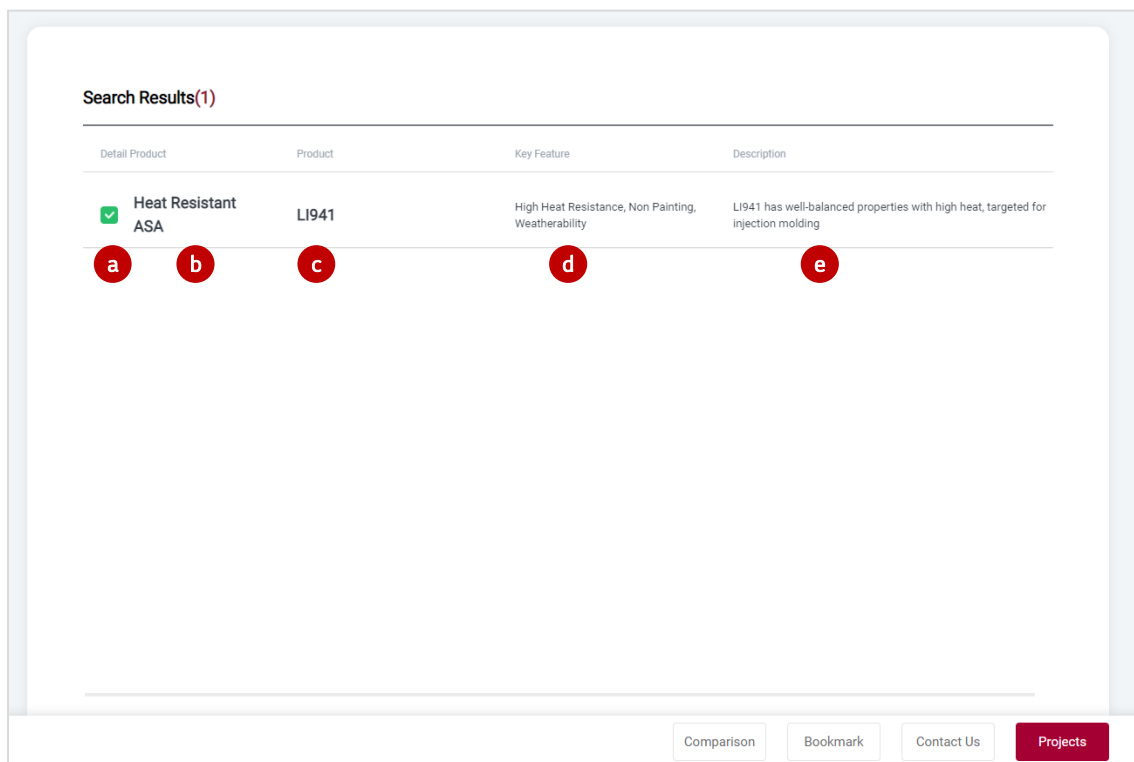 Search Results(1)
Detail Product Product Key Feature Description
Heat Resistant
ASA
LI941
High Heat Resistance, Non Painting,
Weatherability
LI941 has well-balanced properties with high heat, targeted for
injection molding
a b c d e
Comparison Bookmark Contact Us Projects